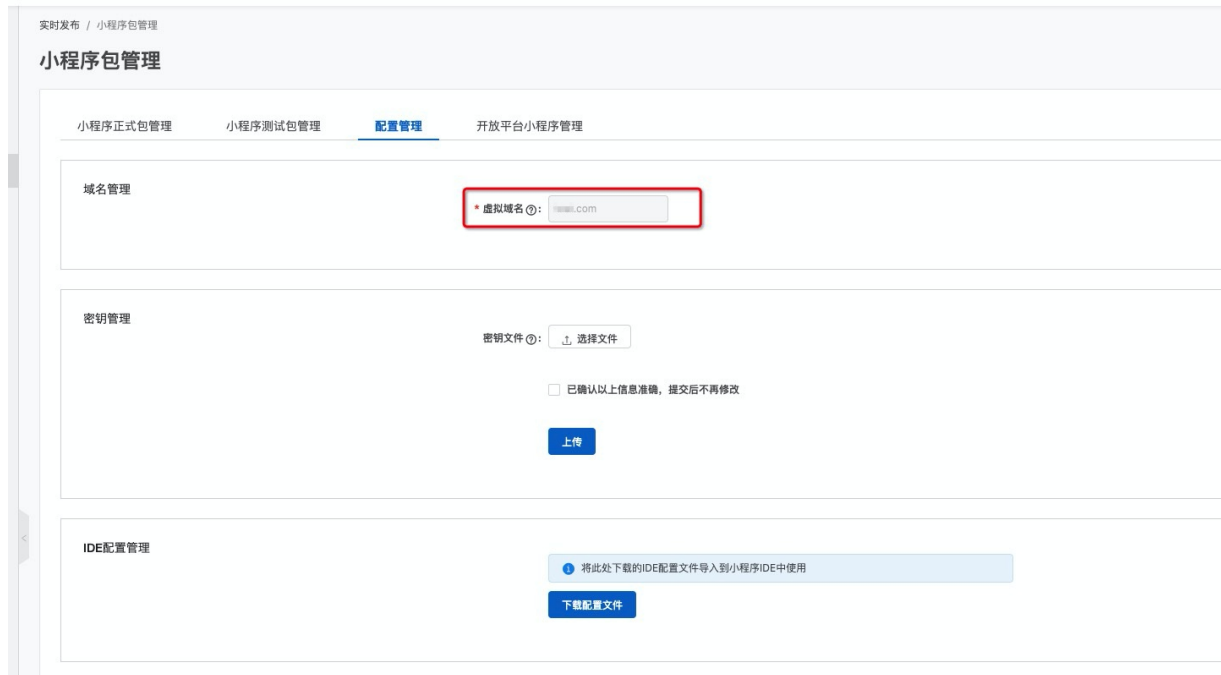 实时发布 / 小程序包管理
小程序包管理
小程序正式包管理 小程序测试包管理 配置管理 开放平台小程序管理
域名管理
* 虚拟域名?: .com
密钥管理
密钥文件?: 选择文件
已确认以上信息准确，提交后不再修改
上传
IDE配置管理
将此处下载的IDE配置文件导入到小程序IDE中使用
下载配置文件